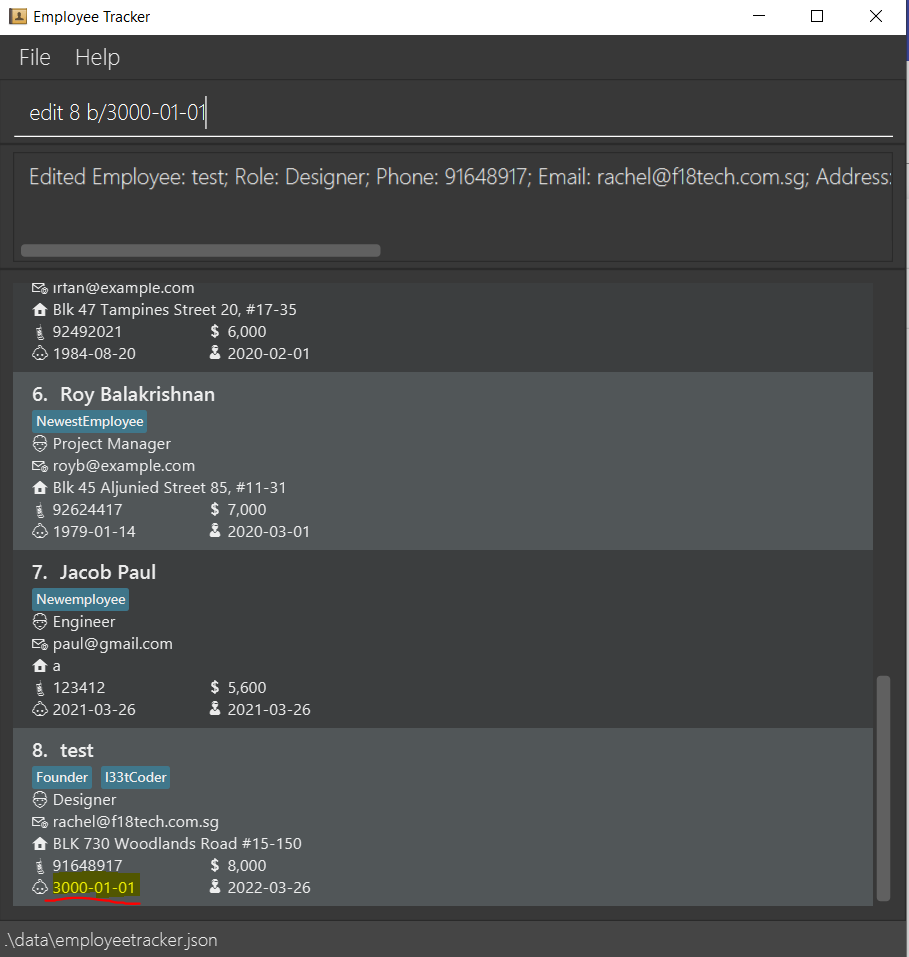 Employee Tracker
File Help
edit 8 b/3000-01-01
Edited Employee: test; Role: Designer; Phone: 91648917; Email: rachel@f18tech.com.sg; Address:
irfan@example.com
Blk 47 Tampines Street 20, #17-35
92492021 $ 6,000
1984-08-20 2020-02-01
6. Roy Balakrishnan
NewestEmployee
Project Manager
royb@example.com
Blk 45 Aljunied Street 85, #11-31
92624417 $ 7,000
1979-01-14 2020-03-01
7. Jacob Paul
Newemployee
Engineer
paul@gmail.com
a
123412 $ 5,600
2021-03-26 2021-03-26
8. test
Founder l33tCoder
Designer
rachel@f18tech.com.sg
BLK 730 Woodlands Road #15-150
91648917 $ 8,000
3000-01-01 2022-03-26
.\data\employeetracker.json